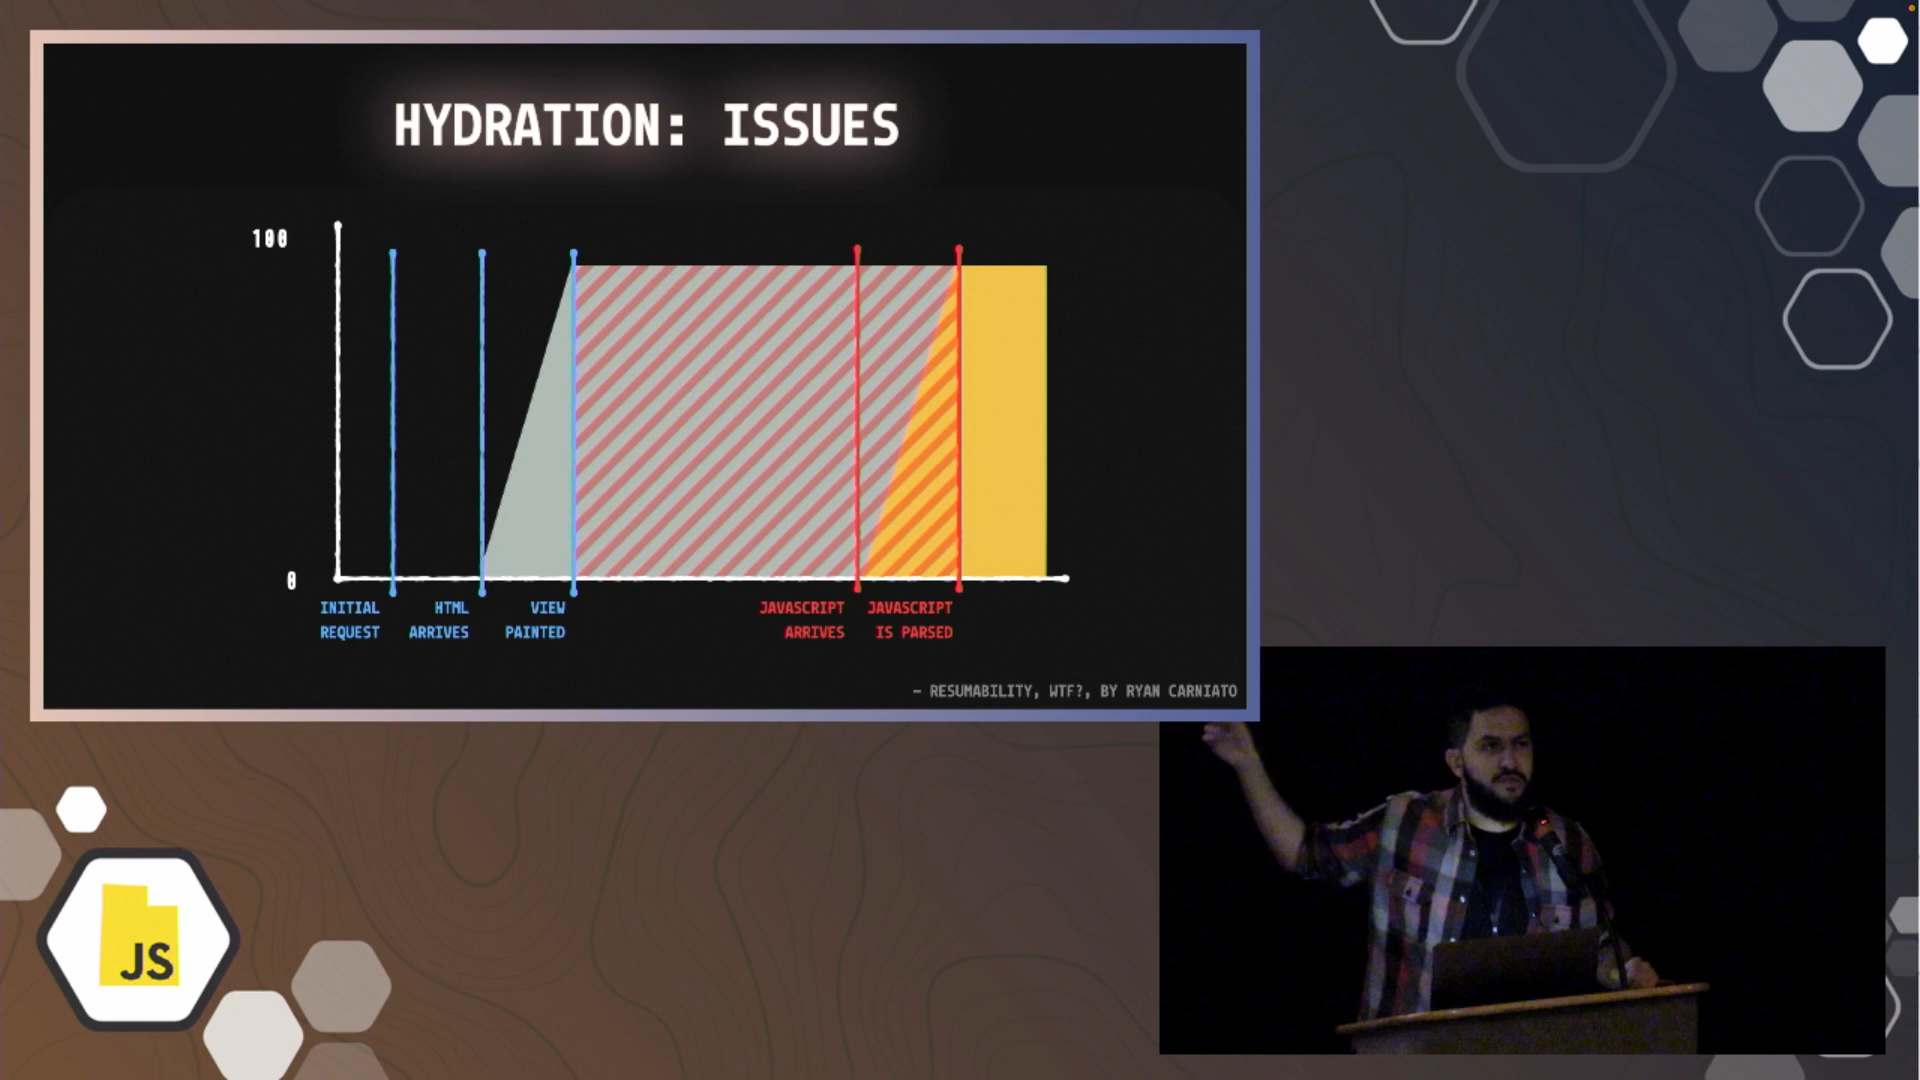 HYDRATION: ISSUES
100
0
INITIAL
REQUEST
HTML
ARRIVES
VIEW
PAINTED
JAVASCRIPT
ARRIVES
JAVASCRIPT
IS PARSED
– RESUMABILITY, WTF?, BY RYAN CARNIATO
JS